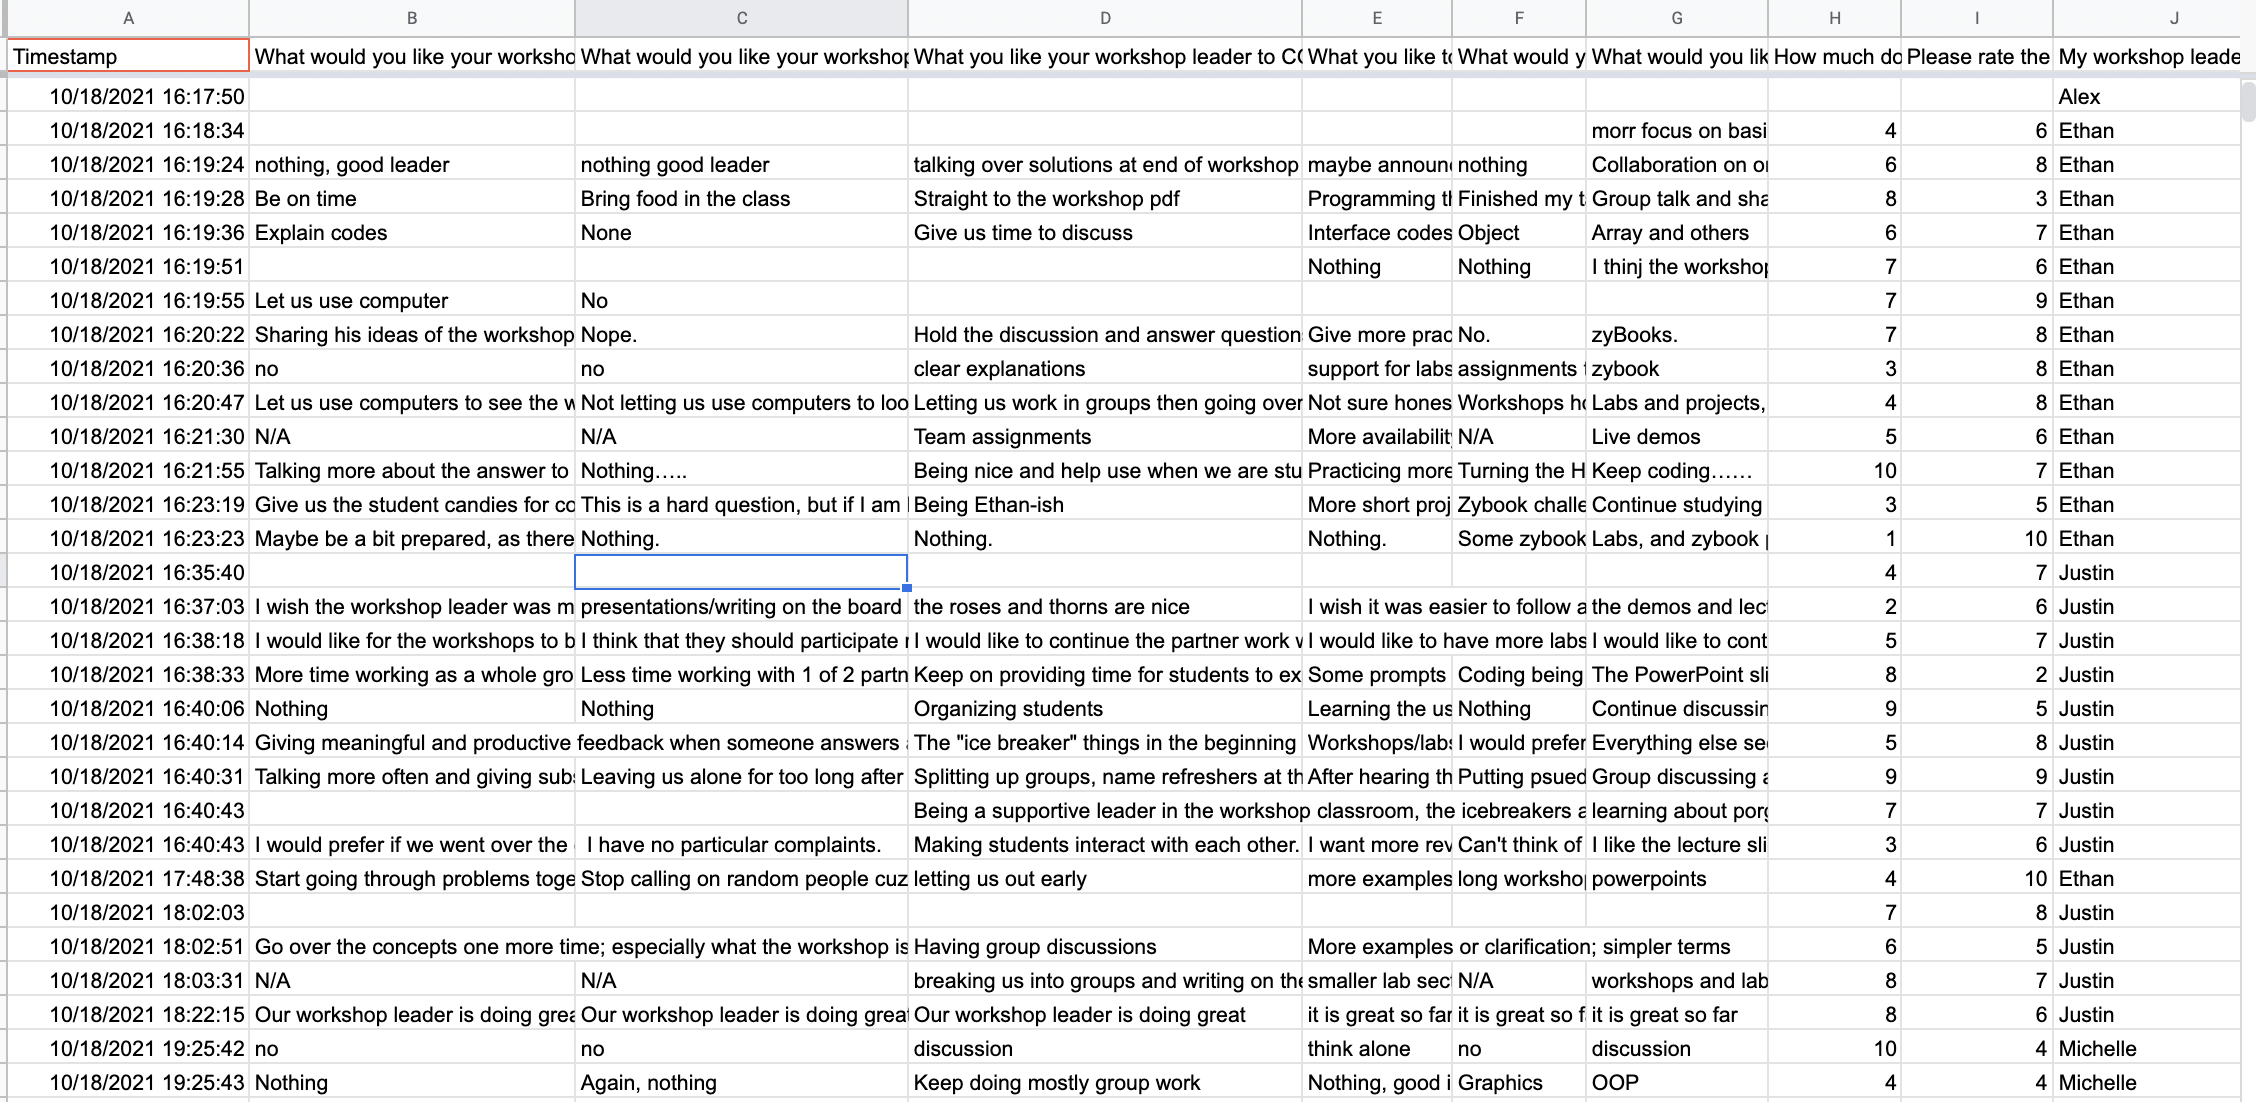 A B C D E F G H I J
Timestamp What would you like your worksho What would you like your workshop What you like your workshop leader to CO What you like to What would y What would you lik How much do Please rate the My workshop leade
10/18/2021 16:17:50 Alex
10/18/2021 16:18:34 morr focus on basi 4 6 Ethan
10/18/2021 16:19:24 nothing, good leader nothing good leader talking over solutions at end of workshop maybe announ nothing Collaboration on o 6 8 Ethan
10/18/2021 16:19:28 Be on time Bring food in the class Straight to the workshop pdf Programming t Finished my t Group talk and sha 8 3 Ethan
10/18/2021 16:19:36 Explain codes None Give us time to discuss Interface codes Object Array and others 6 7 Ethan
10/18/2021 16:19:51 Nothing Nothing I thinj the workshop 7 6 Ethan
10/18/2021 16:19:55 Let us use computer No 7 9 Ethan
10/18/2021 16:20:22 Sharing his ideas of the workshop Nope. Hold the discussion and answer question Give more prac No. zyBooks. 7 8 Ethan
10/18/2021 16:20:36 no no clear explanations support for labs assignments t zybook 3 8 Ethan
10/18/2021 16:20:47 Let us use computers to see the w Not letting us use computers to loo Letting us work in groups then going over Not sure hones Workshops ho Labs and projects, 4 8 Ethan
10/18/2021 16:21:30 N/A N/A Team assignments More availabilit N/A Live demos 5 6 Ethan
10/18/2021 16:21:55 Talking more about the answer to Nothing….. Being nice and help use when we are stu Practicing more Turning the H Keep coding…… 10 7 Ethan
10/18/2021 16:23:19 Give us the student candies for co This is a hard question, but if I am Being Ethan-ish More short proj Zybook challe Continue studying 3 5 Ethan
10/18/2021 16:23:23 Maybe be a bit prepared, as there Nothing. Nothing. Nothing. Some zybook Labs, and zybook p 1 10 Ethan
10/18/2021 16:35:40 4 7 Justin
10/18/2021 16:37:03 I wish the workshop leader was m presentations/writing on the board the roses and thorns are nice I wish it was easier to follow a the demos and lec 2 6 Justin
10/18/2021 16:38:18 I would like for the workshops to b I think that they should participate I would like to continue the partner work w I would like to have more labs I would like to cont 5 7 Justin
10/18/2021 16:38:33 More time working as a whole gro Less time working with 1 of 2 partn Keep on providing time for students to ex Some prompts Coding being The PowerPoint sli 8 2 Justin
10/18/2021 16:40:06 Nothing Nothing Organizing students Learning the us Nothing Continue discussin 9 5 Justin
10/18/2021 16:40:14 Giving meaningful and productive feedback when someone answers The "ice breaker" things in the beginning Workshops/labs I would prefer Everything else se 5 8 Justin
10/18/2021 16:40:31 Talking more often and giving subs Leaving us alone for too long after Splitting up groups, name refreshers at th After hearing th Putting psued Group discussing a 9 9 Justin
10/18/2021 16:40:43 Being a supportive leader in the workshop classroom, the icebreakers a learning about porg 7 7 Justin
10/18/2021 16:40:43 I would prefer if we went over the I have no particular complaints. Making students interact with each other. I want more rev Can't think of I like the lecture sli 3 6 Justin
10/18/2021 17:48:38 Start going through problems toge Stop calling on random people cuz letting us out early more examples long workshop powerpoints 4 10 Ethan
10/18/2021 18:02:03 7 8 Justin
10/18/2021 18:02:51 Go over the concepts one more time; especially what the workshop is Having group discussions More examples or clarification; simpler terms 6 5 Justin
10/18/2021 18:03:31 N/A N/A breaking us into groups and writing on the smaller lab sec N/A workshops and lab 8 7 Justin
10/18/2021 18:22:15 Our workshop leader is doing grea Our workshop leader is doing great Our workshop leader is doing great it is great so far it is great so f it is great so far 8 6 Justin
10/18/2021 19:25:42 no no discussion think alone no discussion 10 4 Michelle
10/18/2021 19:25:43 Nothing Again, nothing Keep doing mostly group work Nothing, good i Graphics OOP 4 4 Michelle